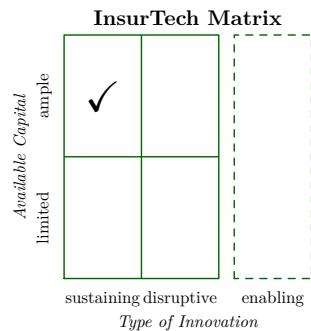 InsurTech Matrix
Available Capital
ample
limited
sustaining disruptive enabling
Type of Innovation